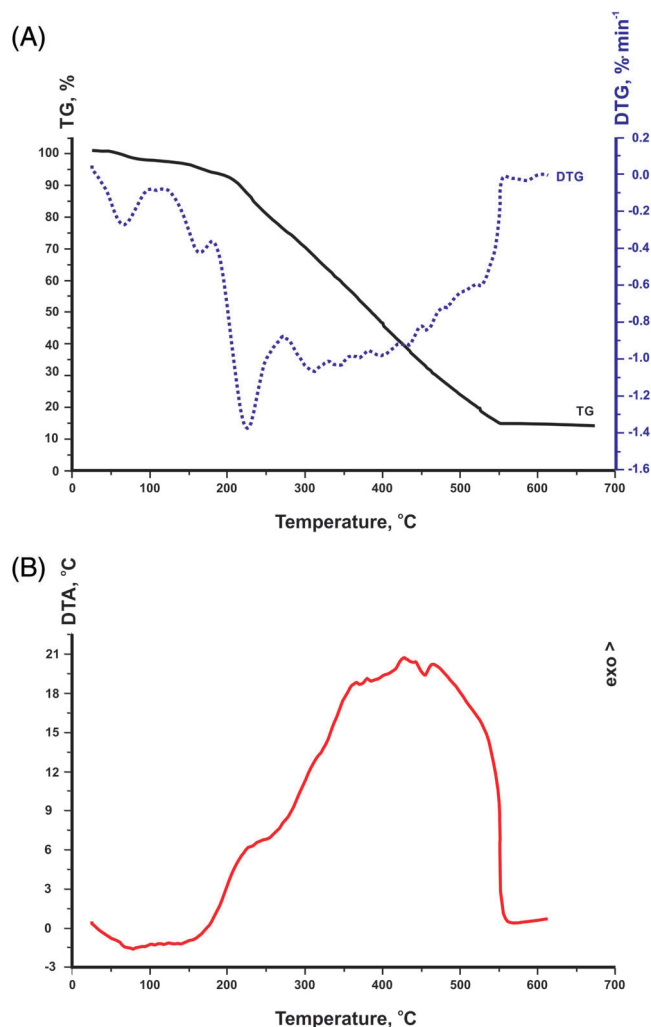 (A)
TG, %
DTG, %·min⁻¹
100
90
80
70
60
50
40
30
20
10
0
0.2
0.0
-0.2
-0.4
-0.6
-0.8
-1.0
-1.2
-1.4
-1.6
DTG
TG
0 100 200 300 400 500 600 700
Temperature, °C
(B)
DTA, °C
21
18
15
12
9
6
3
0
-3
exo >
0 100 200 300 400 500 600 700
Temperature, °C